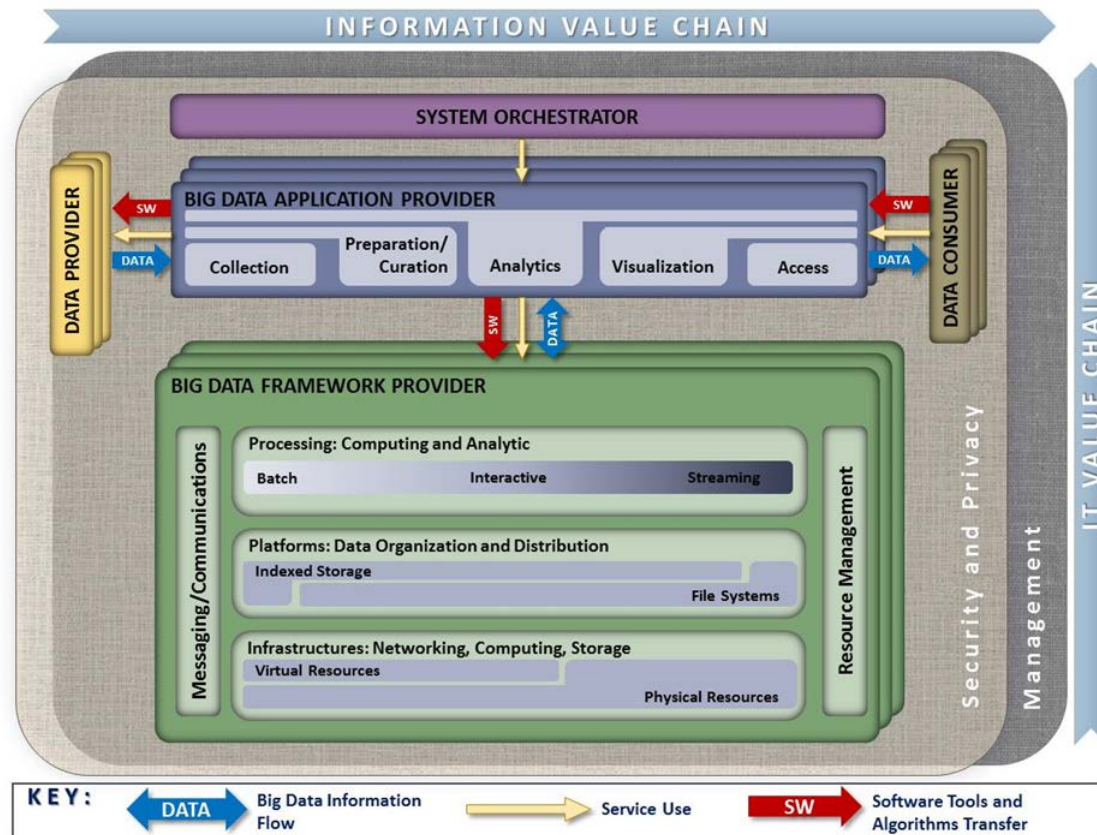 INFORMATION VALUE CHAIN
SYSTEM ORCHESTRATOR
DATA PROVIDER
SW
DATA
BIG DATA APPLICATION PROVIDER
Collection
Preparation/
Curation
Analytics
Visualization
Access
SW
DATA
DATA CONSUMER
SW
DATA
BIG DATA FRAMEWORK PROVIDER
Messaging/Communications
Processing: Computing and Analytic
Batch
Interactive
Streaming
Platforms: Data Organization and Distribution
Indexed Storage
File Systems
Infrastructures: Networking, Computing, Storage
Virtual Resources
Physical Resources
Resource Management
Security and Privacy
Management
IT VALUE CHAIN
KEY:
DATA
Big Data Information
Flow
Service Use
SW
Software Tools and
Algorithms Transfer